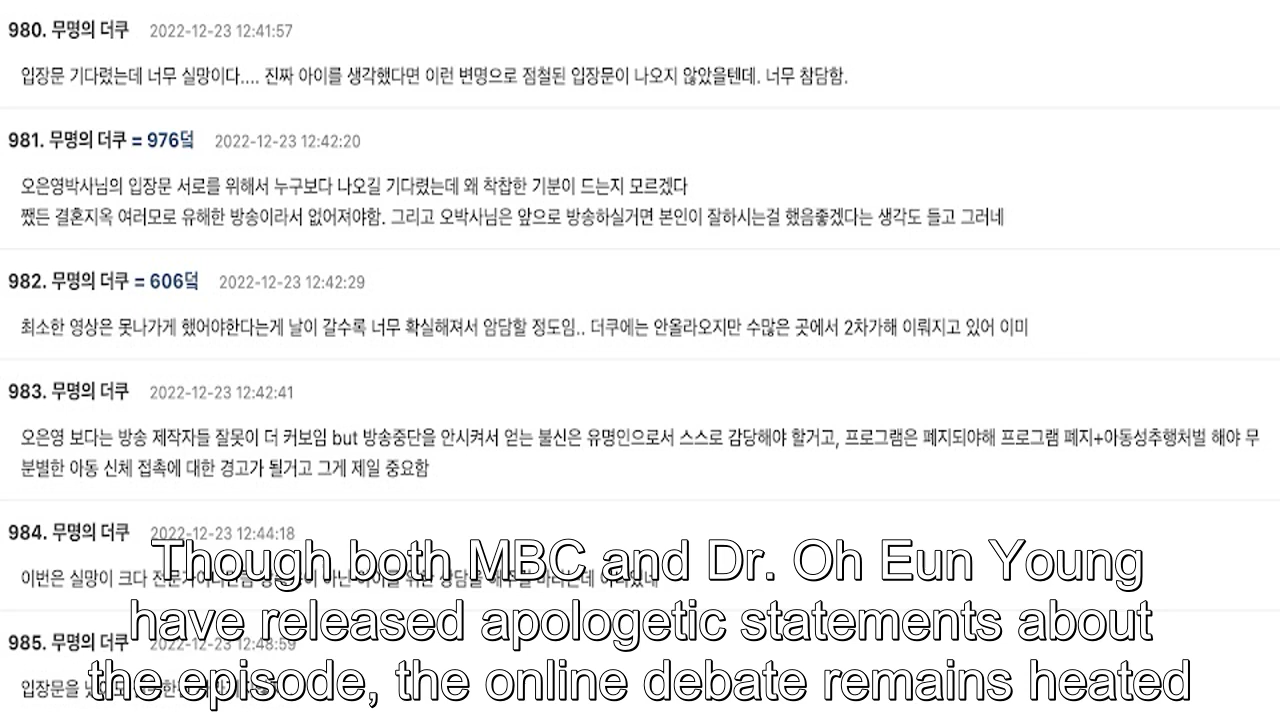 980. 무명의 더쿠 2022-12-23 12:41:57
입장문 기다렸는데 너무 실망이다.... 진짜 아이를 생각했다면 이런 변명으로 점철된 입장문이 나오지 않았을텐데. 너무 참담함.
981. 무명의 더쿠 = 976덬 2022-12-23 12:42:20
오은영박사님의 입장문 서로를 위해서 누구보다 나오길 기다렸는데 왜 착찹한 기분이 드는지 모르겠다
쨌든 결혼지옥 여러모로 유해한 방송이라서 없어져야함. 그리고 오박사님은 앞으로 방송하실거면 본인이 잘하시는걸 했음좋겠다는 생각도 들고 그러네
982. 무명의 더쿠 = 606덬 2022-12-23 12:42:29
최소한 영상은 못나가게 했어야한다는게 날이 갈수록 너무 확실해져서 암담할 정도임.. 더쿠에는 안올라오지만 수많은 곳에서 2차가해 이뤄지고 있어 이미
983. 무명의 더쿠 2022-12-23 12:42:41
오은영 보다는 방송 제작자들 잘못이 더 커보임 but 방송중단을 안시켜서 얻는 불신은 유명인으로서 스스로 감당해야 할거고, 프로그램은 폐지되야해 프로그램 폐지+아동성추행처벌 해야 무
분별한 아동 신체 접촉에 대한 경고가 될거고 그게 제일 중요함
984. 무명의 더쿠 2022-12-23 12:44:18
이번은 실망이 크다
985. 무명의 더쿠 2022-12-23 12:48:59
입장문을
Though both MBC and Dr. Oh Eun Young
have released apologetic statements about
the episode, the online debate remains heated